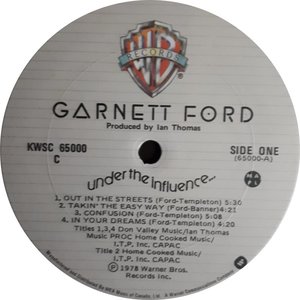 WB
RECORDS
GARNETT FORD
Produced by Ian Thomas
KWSC 65000
C
SIDE ONE
(65000-A)
under the influence...
MAPL
1. OUT IN THE STREETS (Ford-Templeton) 5:30
2. TAKIN' THE EASY WAY (Ford-Banner) 4:21
3. CONFUSION (Ford-Templeton) 5:08
4. IN YOUR DREAMS (Ford-Templeton) 4:20
Titles 1,3,4 Don Valley Music/Ian Thomas
Music PROC Home Cooked Music/
I.T.P. Inc. CAPAC
Title 2 Home Cooked Music/
I.T.P. Inc. CAPAC
℗1978 Warner Bros.
Records Inc.